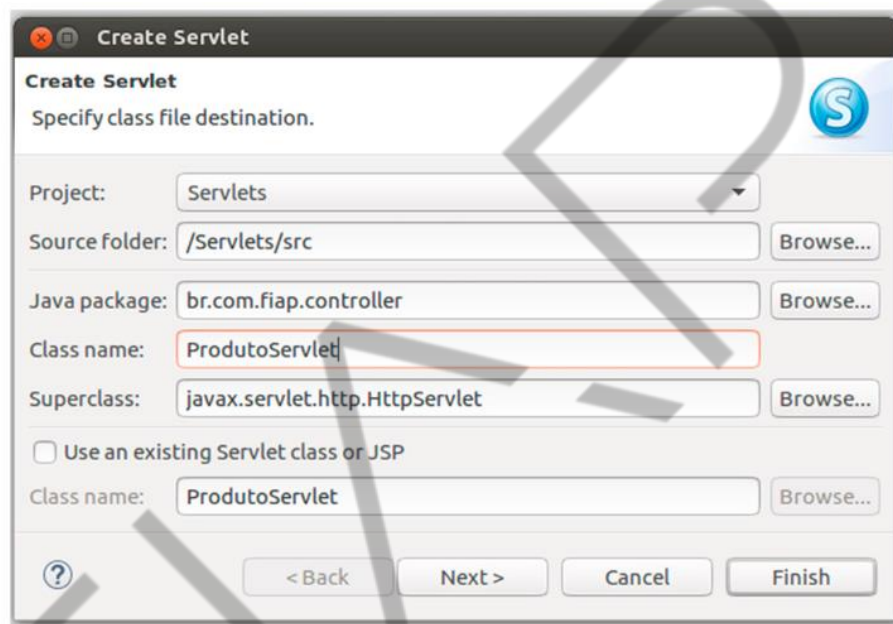 Create Servlet
Create Servlet
Specify class file destination.
S
Project: Servlets
Source folder: /Servlets/src Browse...
Java package: br.com.fiap.controller Browse...
Class name: ProdutoServlet
Superclass: javax.servlet.http.HttpServlet Browse...
Use an existing Servlet class or JSP
Class name: ProdutoServlet Browse...
? < Back Next > Cancel Finish